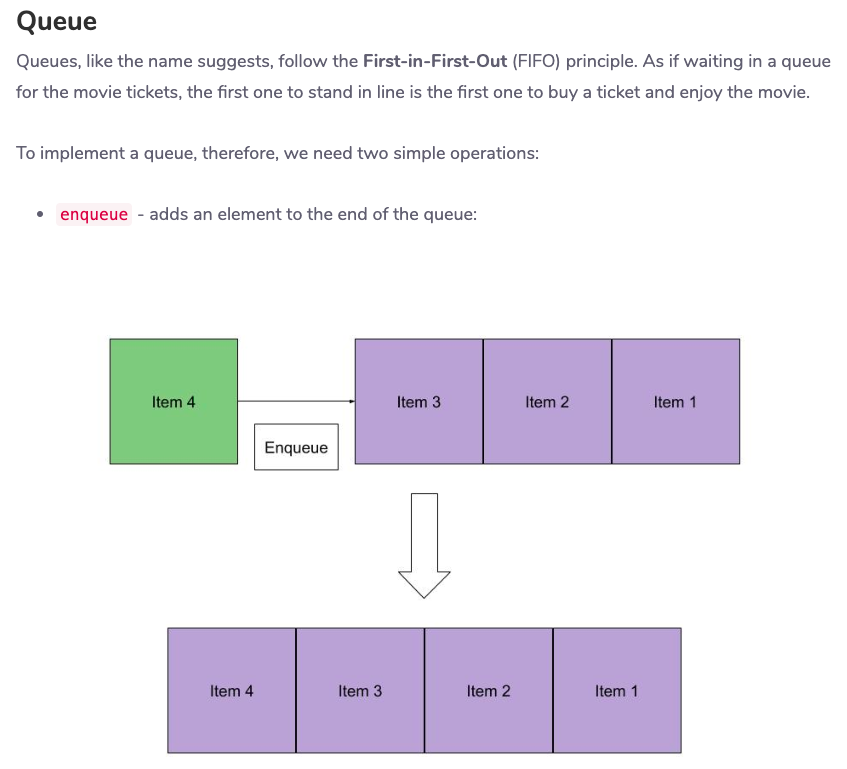 Queue
Queues, like the name suggests, follow the First-in-First-Out (FIFO) principle. As if waiting in a queue
for the movie tickets, the first one to stand in line is the first one to buy a ticket and enjoy the movie.
To implement a queue, therefore, we need two simple operations:
• enqueue - adds an element to the end of the queue:
Item 4 Item 3 Item 2 Item 1
Enqueue
Item 4 Item 3 Item 2 Item 1